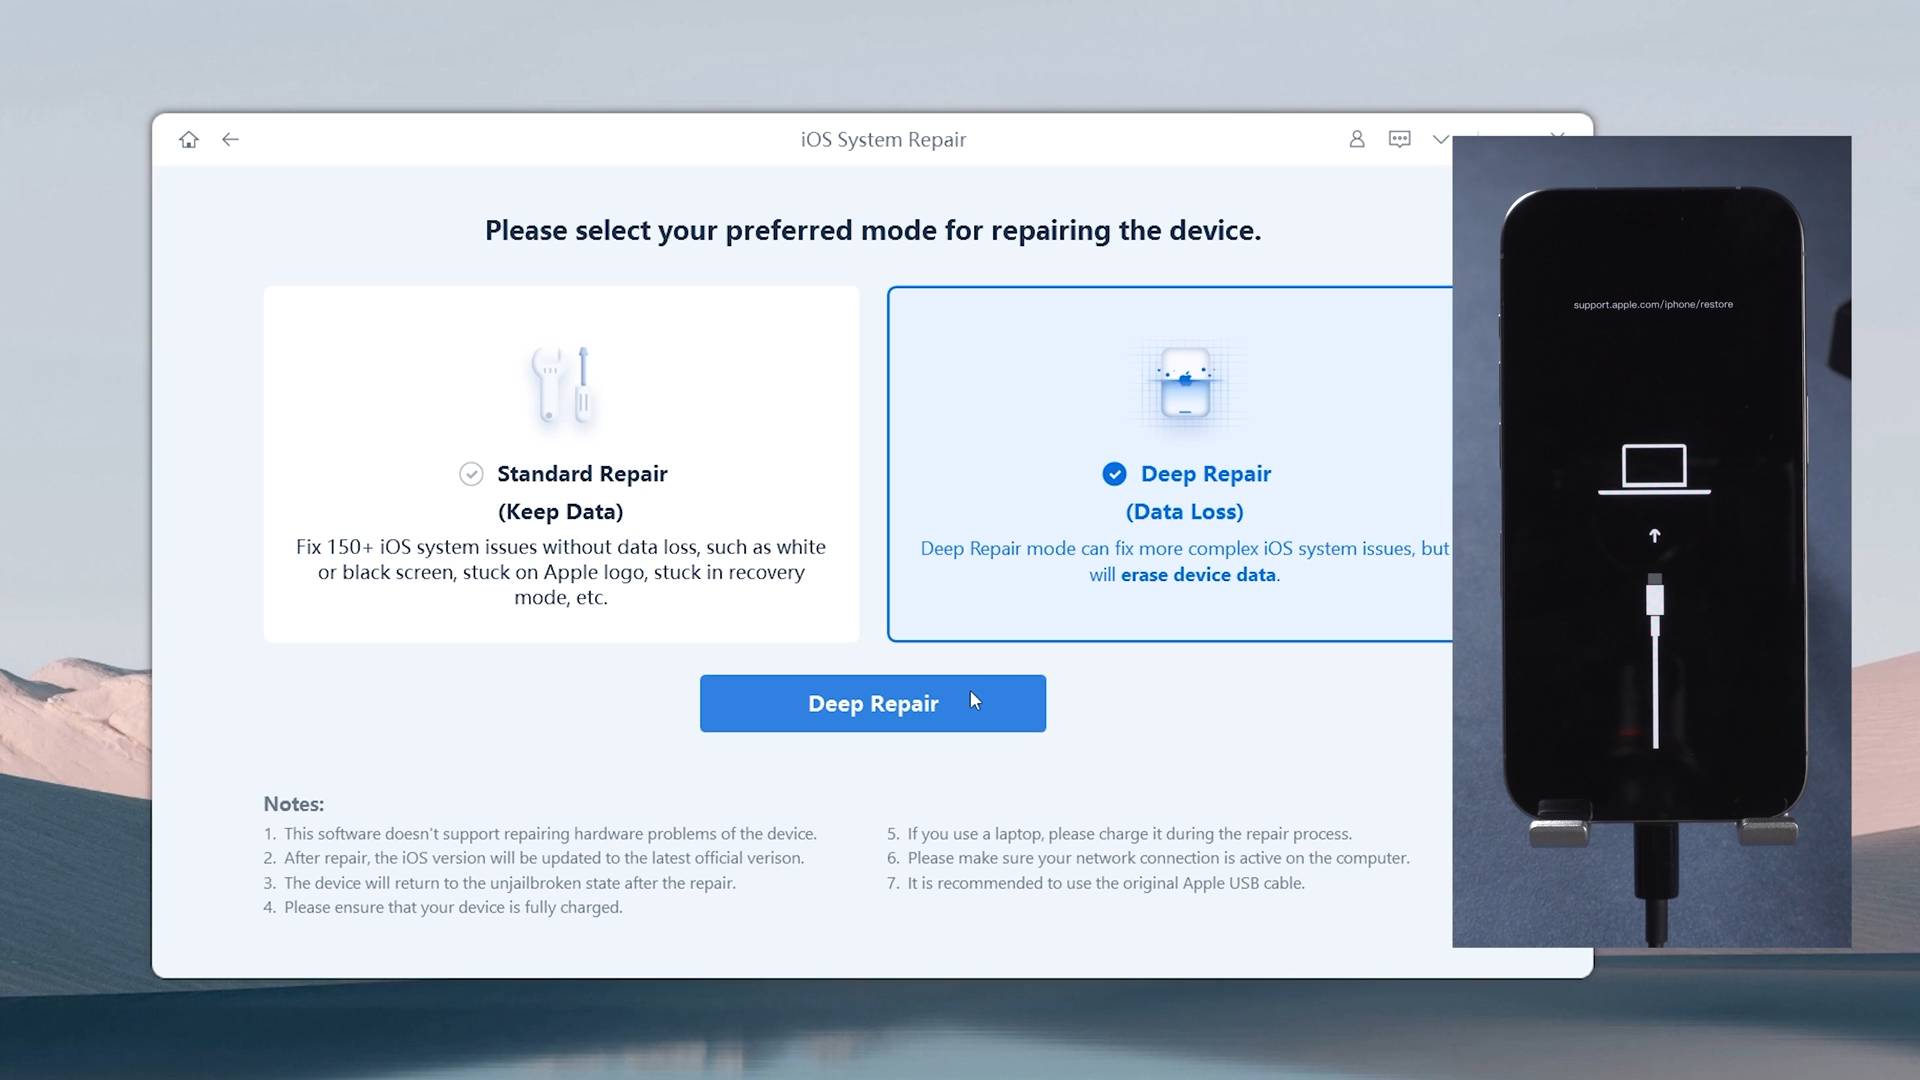 iOS System Repair
Please select your preferred mode for repairing the device.
Standard Repair
(Keep Data)
Fix 150+ iOS system issues without data loss, such as white
or black screen, stuck on Apple logo, stuck in recovery
mode, etc.
Deep Repair
(Data Loss)
Deep Repair mode can fix more complex iOS system issues, but
will erase device data.
Deep Repair
Notes:
1. This software doesn't support repairing hardware problems of the device.
2. After repair, the iOS version will be updated to the latest official verison.
3. The device will return to the unjailbroken state after the repair.
4. Please ensure that your device is fully charged.
5. If you use a laptop, please charge it during the repair process.
6. Please make sure your network connection is active on the computer.
7. It is recommended to use the original Apple USB cable.
support.apple.com/iphone/restore